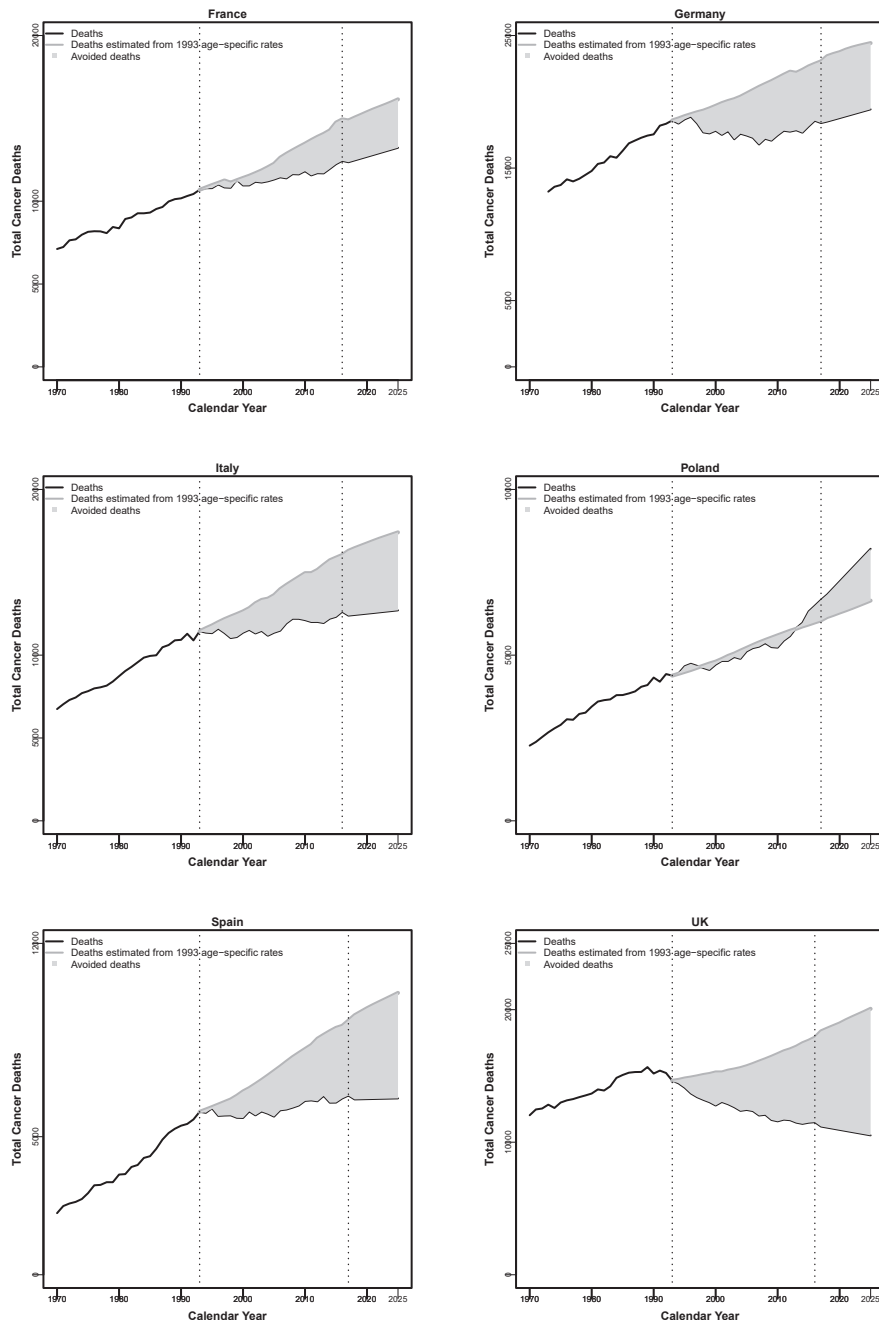 France
Deaths
Deaths estimated from 1993 age-specific rates
Avoided deaths
Total Cancer Deaths
20000
10000
5000
0
1970 1980 1990 2000 2010 2020 2025
Calendar Year
Germany
Deaths
Deaths estimated from 1993 age-specific rates
Avoided deaths
Total Cancer Deaths
25000
15000
5000
0
1970 1980 1990 2000 2010 2020 2025
Calendar Year
Italy
Deaths
Deaths estimated from 1993 age-specific rates
Avoided deaths
Total Cancer Deaths
20000
10000
5000
0
1970 1980 1990 2000 2010 2020 2025
Calendar Year
Poland
Deaths
Deaths estimated from 1993 age-specific rates
Avoided deaths
Total Cancer Deaths
10000
5000
0
1970 1980 1990 2000 2010 2020 2025
Calendar Year
Spain
Deaths
Deaths estimated from 1993 age-specific rates
Avoided deaths
Total Cancer Deaths
12000
5000
0
1970 1980 1990 2000 2010 2020 2025
Calendar Year
UK
Deaths
Deaths estimated from 1993 age-specific rates
Avoided deaths
Total Cancer Deaths
25000
20000
10000
0
1970 1980 1990 2000 2010 2020 2025
Calendar Year